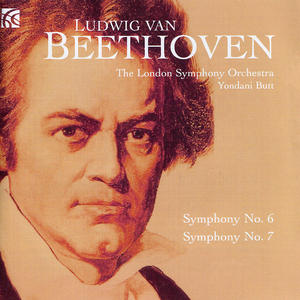 LUDWIG VAN
BEETHOVEN
The London Symphony Orchestra
Yondani Butt
Symphony No. 6
Symphony No. 7